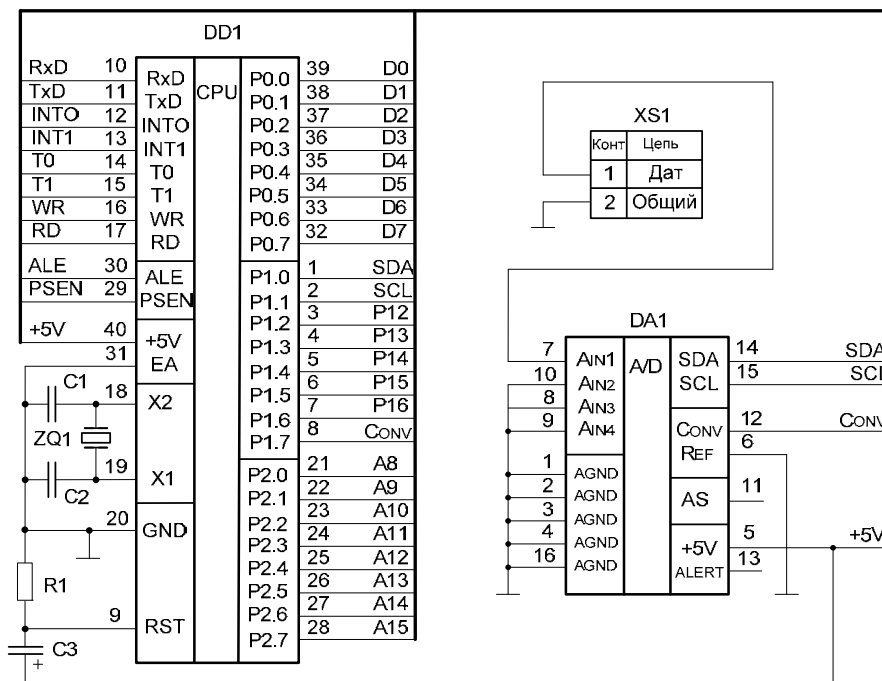 DD1
RxD 10 RxD CPU P0.0 39 D0
TxD 11 TxD P0.1 38 D1
INTO 12 INTO P0.2 37 D2
INT1 13 INT1 P0.3 36 D3
T0 14 T0 P0.4 35 D4
T1 15 T1 P0.5 34 D5
WR 16 WR P0.6 33 D6
RD 17 RD P0.7 32 D7
ALE 30 ALE P1.0 1 SDA
PSEN 29 PSEN P1.1 2 SCL
P1.2 3 P12
+5V 40 +5V P1.3 4 P13
31 EA P1.4 5 P14
C1 18 X2 P1.5 6 P15
P1.6 7 P16
ZQ1 P1.7 8 CONV
19 X1 P2.0 21 A8
C2 P2.1 22 A9
20 GND P2.2 23 A10
P2.3 24 A11
P2.4 25 A12
R1 P2.5 26 A13
9 RST P2.6 27 A14
C3 P2.7 28 A15
+
XS1
Конт Цепь
1 Дат
2 Общий
DA1
7 AIN1 A/D SDA 14 SDA
10 AIN2 SCL 15 SCL
8 AIN3
9 AIN4 CONV 12 CONV
REF 6
1 AGND
2 AGND AS 11
3 AGND
4 AGND +5V 5 +5V
16 AGND ALERT 13